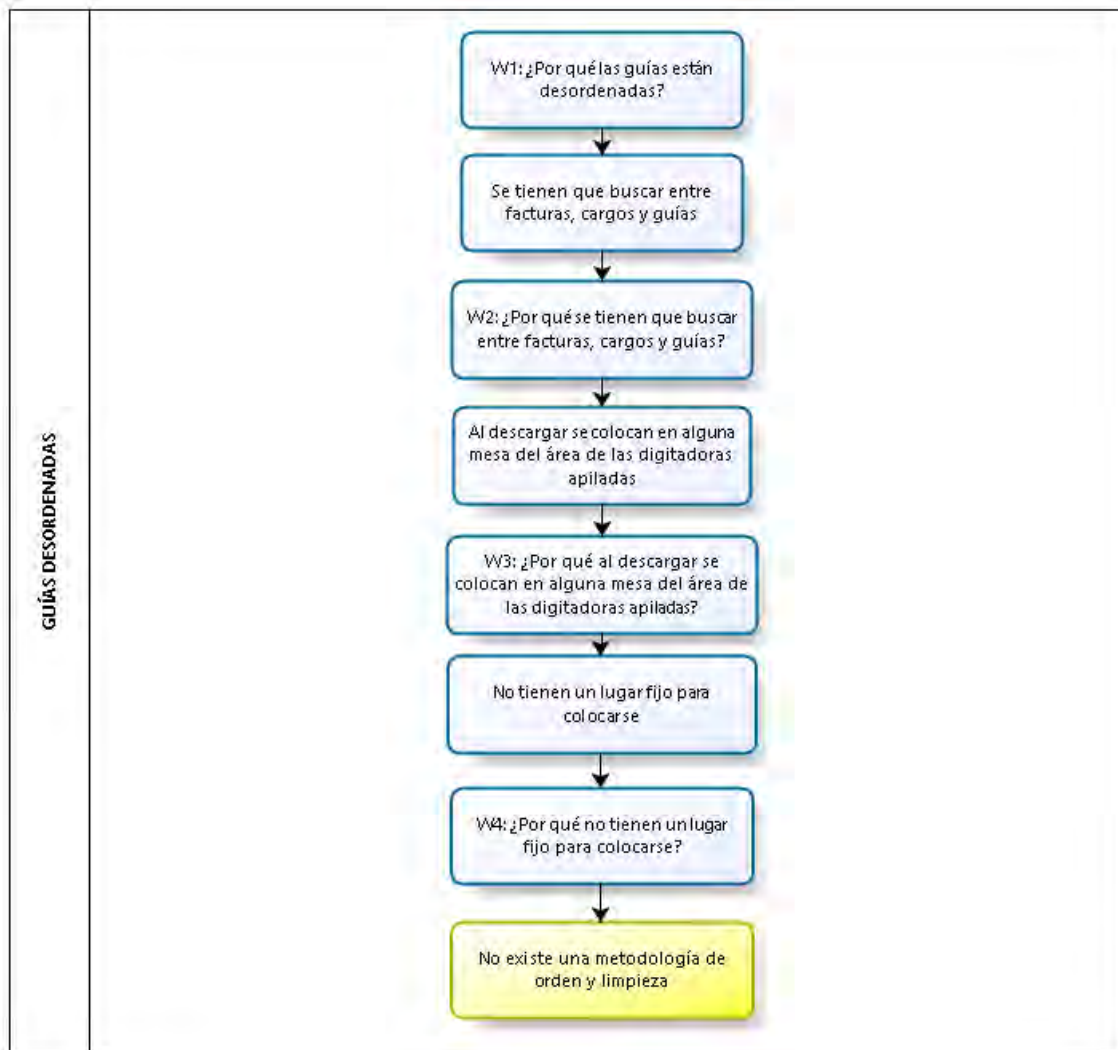 GUÍAS DESORDENADAS
W1: ¿Por qué las guías están
desordenadas?
Se tienen que buscar entre
facturas, cargos y guías
W2: ¿Por qué se tienen que buscar
entre facturas, cargos y guías?
Al descargar se colocan en alguna
mesa del área de las digitadoras
apiladas
W3: ¿Por qué al descargar se
colocan en alguna mesa del área de
las digitadoras apiladas?
No tienen un lugar fijo para
colocarse
W4: ¿Por qué no tienen un lugar
fijo para colocarse?
No existe una metodología de
orden y limpieza